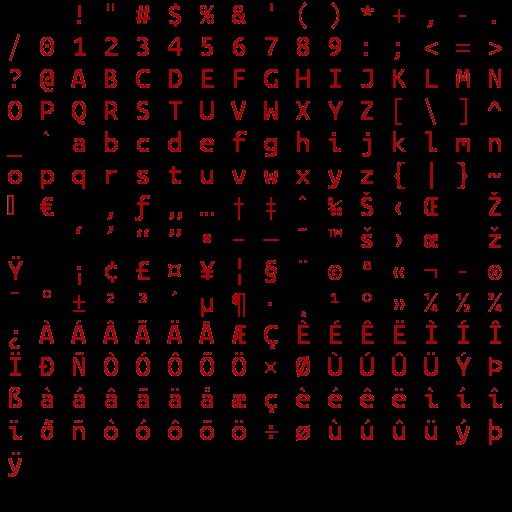 ! " # $ % & ' ( ) * + , - .
/ 0 1 2 3 4 5 6 7 8 9 : ; < = >
? @ A B C D E F G H I J K L M N
O P Q R S T U V W X Y Z [ \ ] ^
_ ` a b c d e f g h i j k l m n
o p q r s t u v w x y z { | } ~
▯ € ‚ ƒ „ … † ‡ ˆ ‰ Š ‹ Œ Ž
‘ ’ “ ” • – — ˜ ™ š › œ ž
Ÿ ¡ ¢ £ ¤ ¥ ¦ § ¨ © ª « ¬ - ®
¯ ° ± ² ³ ´ µ ¶ · ¸ ¹ º » ¼ ½ ¾
¿ À Á Â Ã Ä Å Æ Ç È É Ê Ë Ì Í Î
Ï Ð Ñ Ò Ó Ô Õ Ö × Ø Ù Ú Û Ü Ý Þ
ß à á â ã ä å æ ç è é ê ë ì í î
ï ð ñ ò ó ô õ ö ÷ ø ù ú û ü ý þ
ÿ